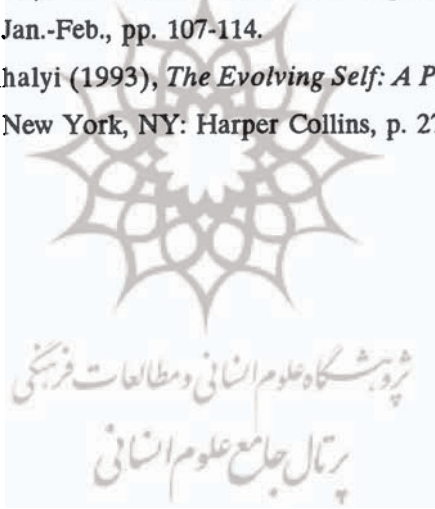 Jan.-Feb., pp. 107-114.
halyi (1993), The Evolving Self: A P
New York, NY: Harper Collins, p. 2
پژوهشگاه علوم انسانی و مطالعات فرهنگی
پرتال جامع علوم انسانی